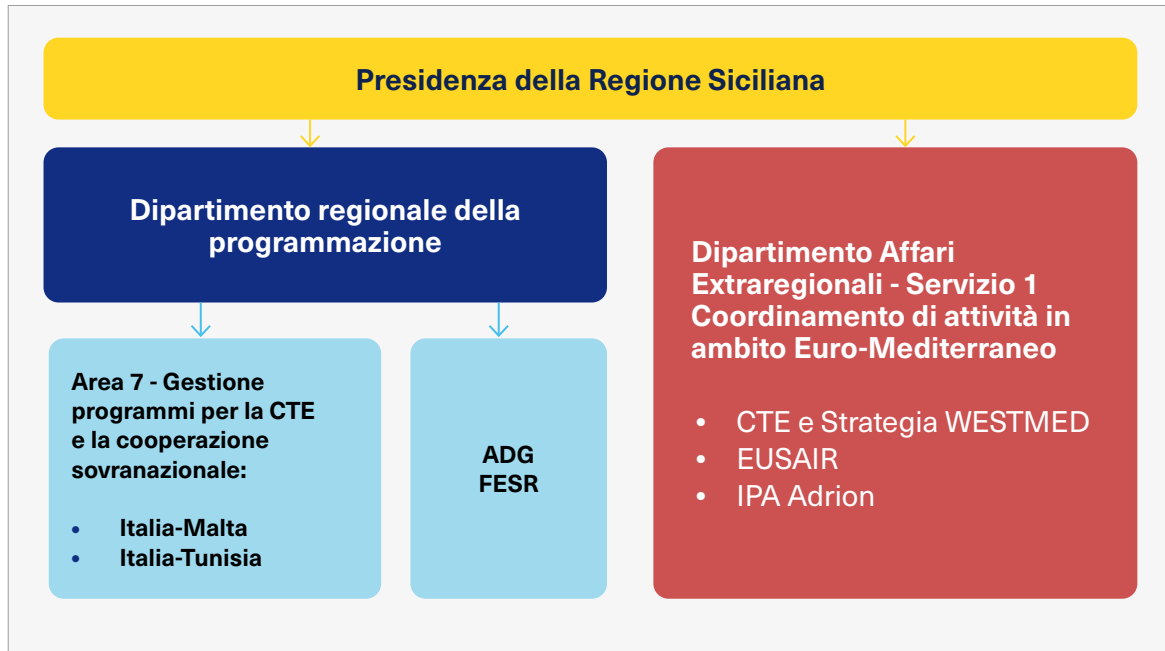 Presidenza della Regione Siciliana
Dipartimento regionale della
programmazione
Area 7 - Gestione
programmi per la CTE
e la cooperazione
sovranazionale:
• Italia-Malta
• Italia-Tunisia
ADG
FESR
Dipartimento Affari
Extraregionali - Servizio 1
Coordinamento di attività in
ambito Euro-Mediterraneo
• CTE e Strategia WESTMED
• EUSAIR
• IPA Adrion